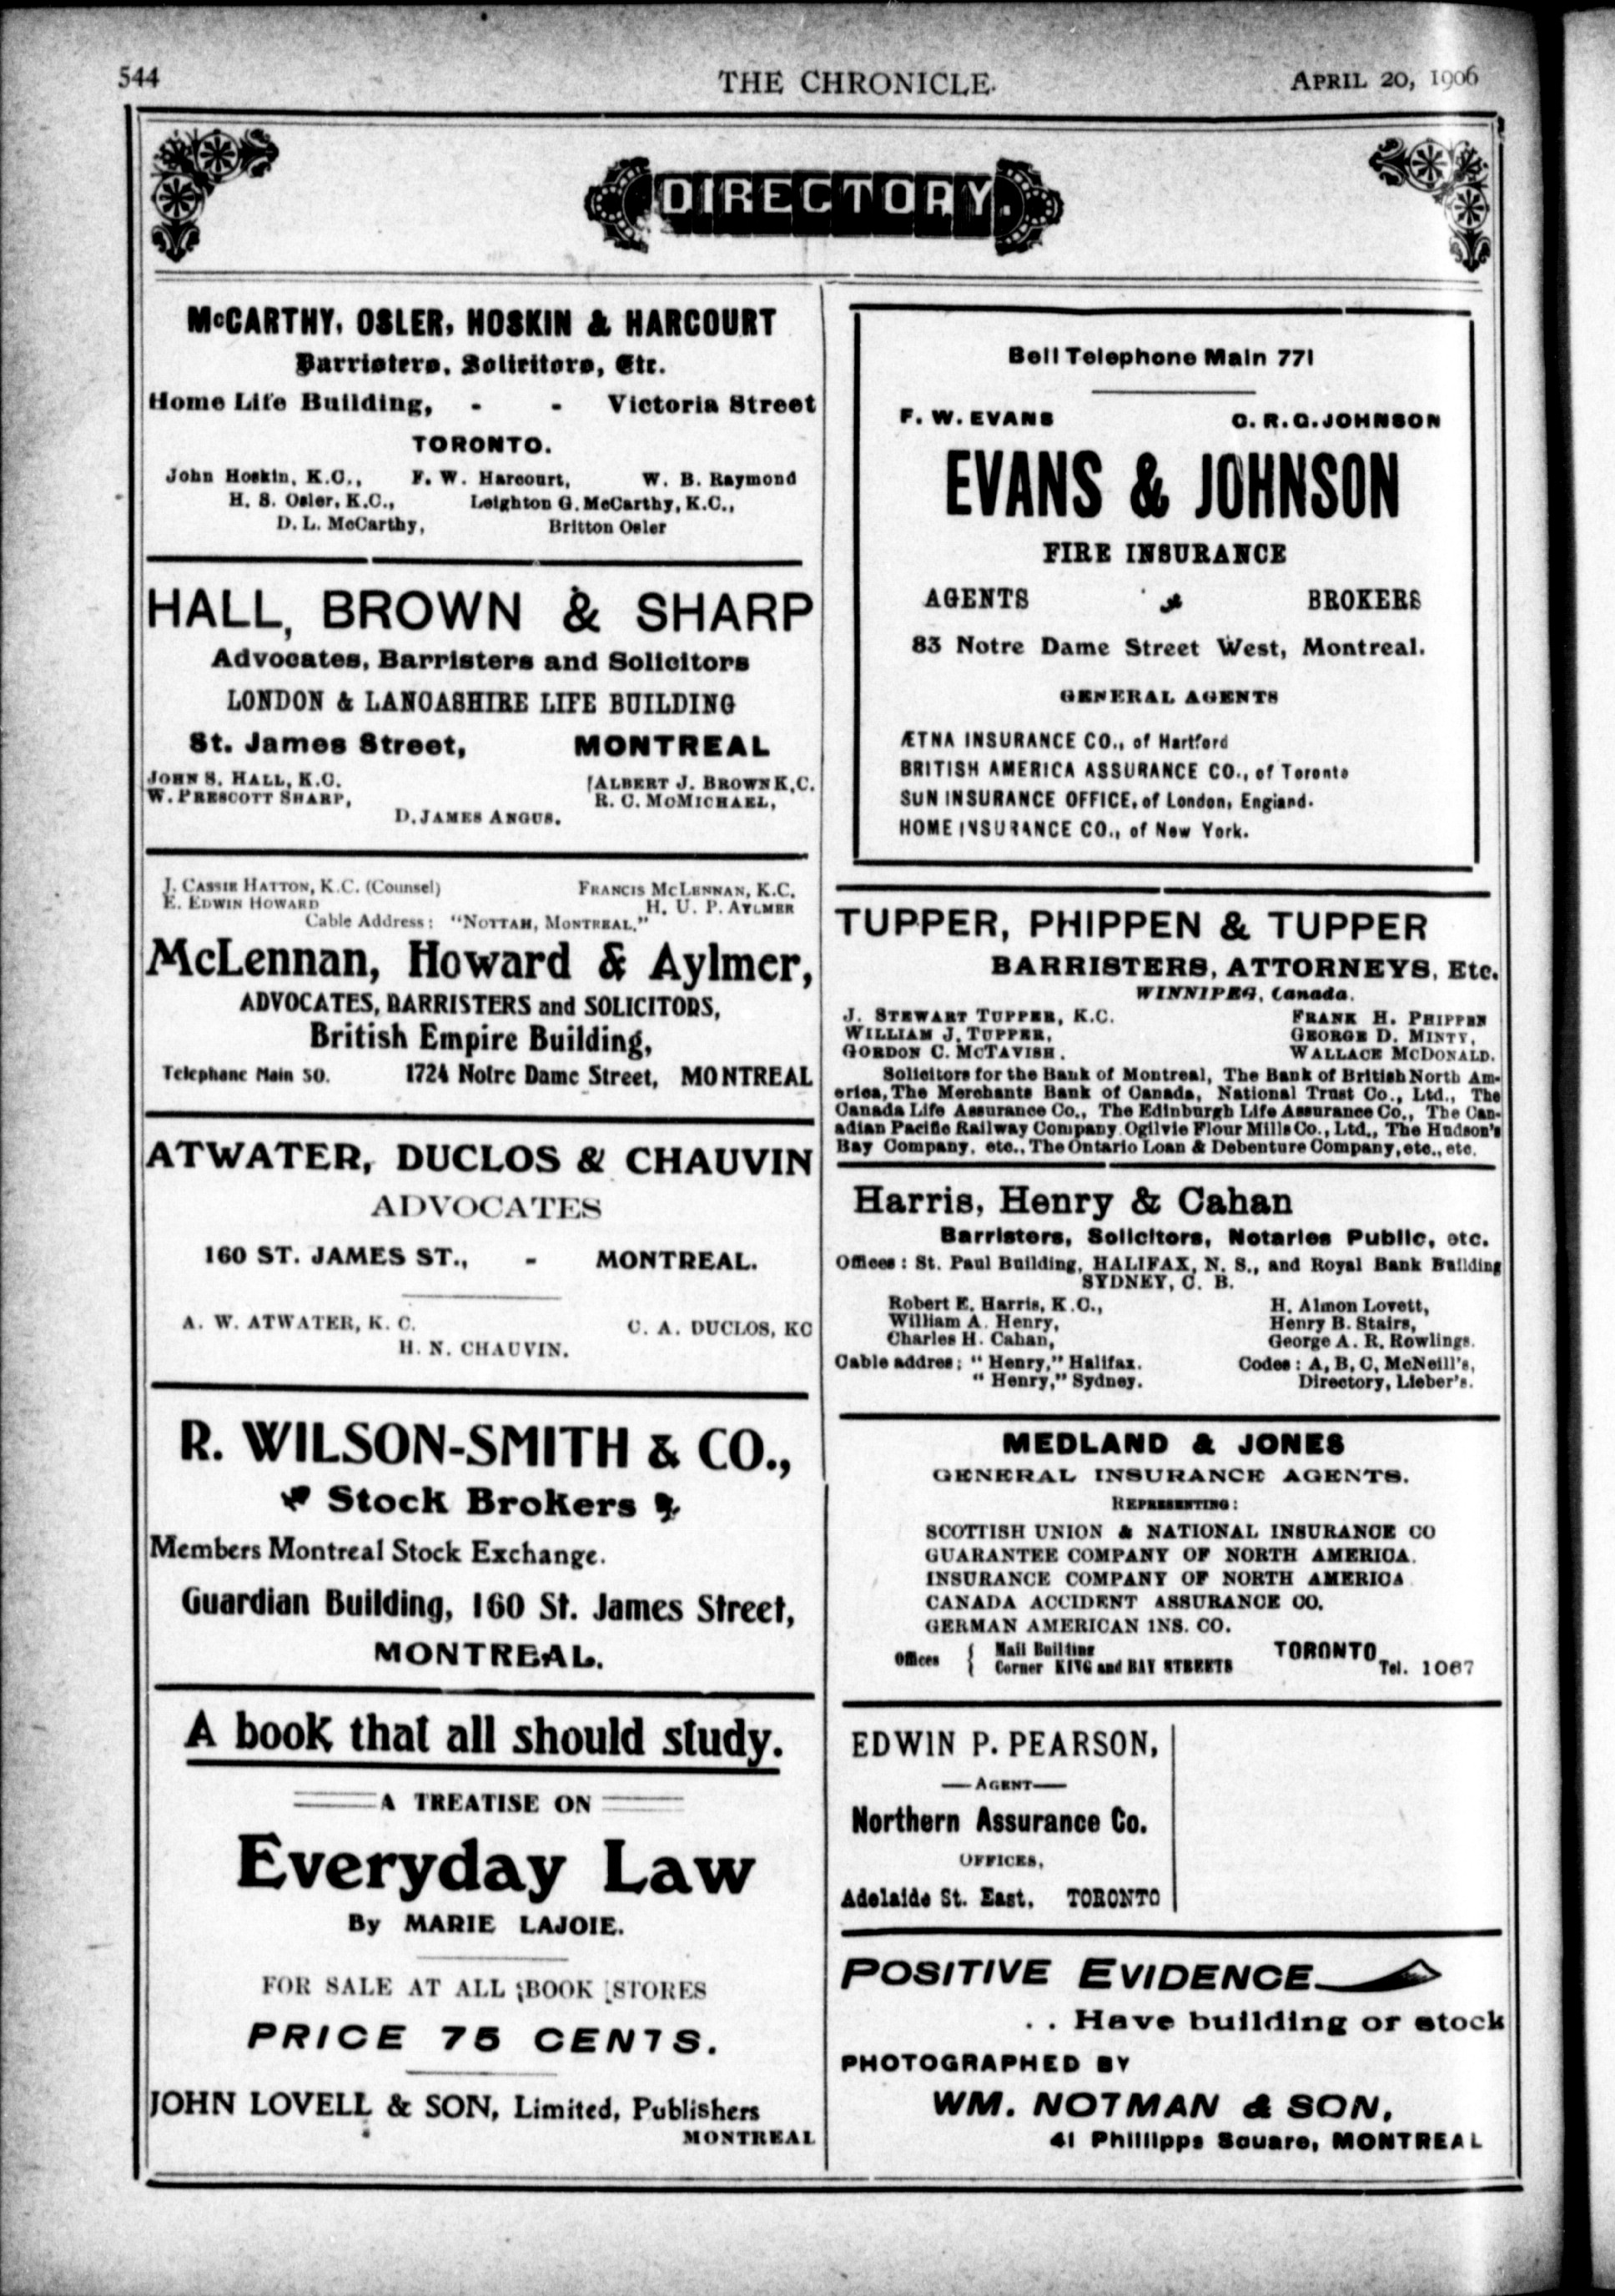 544
THE CHRONICLE.
APRIL 20, 1906
DIRECTORY.
McCARTHY, OSLER, HOSKIN & HARCOURT
Barristers, Solicitors, Etc.
Home Life Building, - - Victoria Street
TORONTO.
John Hoskin, K.C., F. W. Harcourt, W. B. Raymond
H. S. Osler, K.C., Leighton G. McCarthy, K.C.,
D. L. McCarthy, Britton Osler
HALL, BROWN & SHARP
Advocates, Barristers and Solicitors
LONDON & LANCASHIRE LIFE BUILDING
St. James Street, MONTREAL
JOHN S. HALL, K.C. ALBERT J. BROWN K.C.
W. PRESCOTT SHARP, R. C. MCMICHAEL,
D. JAMES ANGUS.
J. CASSIE HATTON, K.C. (Counsel) FRANCIS MCLENNAN, K.C.
E. EDWIN HOWARD H. U. P. AYLMER
Cable Address: "NOTTAH, MONTREAL."
McLennan, Howard & Aylmer,
ADVOCATES, BARRISTERS and SOLICITORS,
British Empire Building,
Telephone Main 50. 1724 Notre Dame Street, MONTREAL
ATWATER, DUCLOS & CHAUVIN
ADVOCATES
160 ST. JAMES ST., - MONTREAL.
A. W. ATWATER, K. C. C. A. DUCLOS, KC
H. N. CHAUVIN.
R. WILSON-SMITH & CO.,
Stock Brokers
Members Montreal Stock Exchange.
Guardian Building, 160 St. James Street,
MONTREAL.
A book that all should study.
A TREATISE ON
Everyday Law
By MARIE LAJOIE.
FOR SALE AT ALL BOOK STORES
PRICE 75 CENTS.
JOHN LOVELL & SON, Limited, Publishers
MONTREAL
Bell Telephone Main 771
F. W. EVANS C. R. G. JOHNSON
EVANS & JOHNSON
FIRE INSURANCE
AGENTS BROKERS
83 Notre Dame Street West, Montreal.
GENERAL AGENTS
ÆTNA INSURANCE CO., of Hartford
BRITISH AMERICA ASSURANCE CO., of Toronto
SUN INSURANCE OFFICE, of London, England.
HOME INSURANCE CO., of New York.
TUPPER, PHIPPEN & TUPPER
BARRISTERS, ATTORNEYS, Etc.
WINNIPEG, Canada.
J. STEWART TUPPER, K.C. FRANK H. PHIPPEN
WILLIAM J. TUPPER, GEORGE D. MINTY,
GORDON C. MCTAVISH. WALLACE MCDONALD.
Solicitors for the Bank of Montreal, The Bank of British North Am-
erica, The Merchants Bank of Canada, National Trust Co., Ltd., The
Canada Life Assurance Co., The Edinburgh Life Assurance Co., The Can-
adian Pacific Railway Company Ogilvie Flour Mills Co., Ltd., The Hudson's
Bay Company, etc., The Ontario Loan & Debenture Company, etc., etc.
Harris, Henry & Cahan
Barristers, Solicitors, Notaries Public, etc.
Offices: St. Paul Building, HALIFAX, N. S., and Royal Bank Building
SYDNEY, C. B.
Robert E. Harris, K.C., H. Almon Lovett,
William A. Henry, Henry B. Stairs,
Charles H. Cahan, George A. R. Rowlings.
Cable addres: "Henry," Halifax. Codes: A, B, C, McNeill's,
"Henry," Sydney. Directory, Lieber's.
MEDLAND & JONES
GENERAL INSURANCE AGENTS.
REPRESENTING:
SCOTTISH UNION & NATIONAL INSURANCE CO
GUARANTEE COMPANY OF NORTH AMERICA.
INSURANCE COMPANY OF NORTH AMERICA
CANADA ACCIDENT ASSURANCE CO.
GERMAN AMERICAN INS. CO.
Offices { Mail Building TORONTO
Corner KING and BAY STREETS Tel. 1067
EDWIN P. PEARSON,
—AGENT—
Northern Assurance Co.
OFFICES,
Adelaide St. East. TORONTO
POSITIVE EVIDENCE
. . Have building or stock
PHOTOGRAPHED BY
WM. NOTMAN & SON,
41 Phillipps Square, MONTREAL